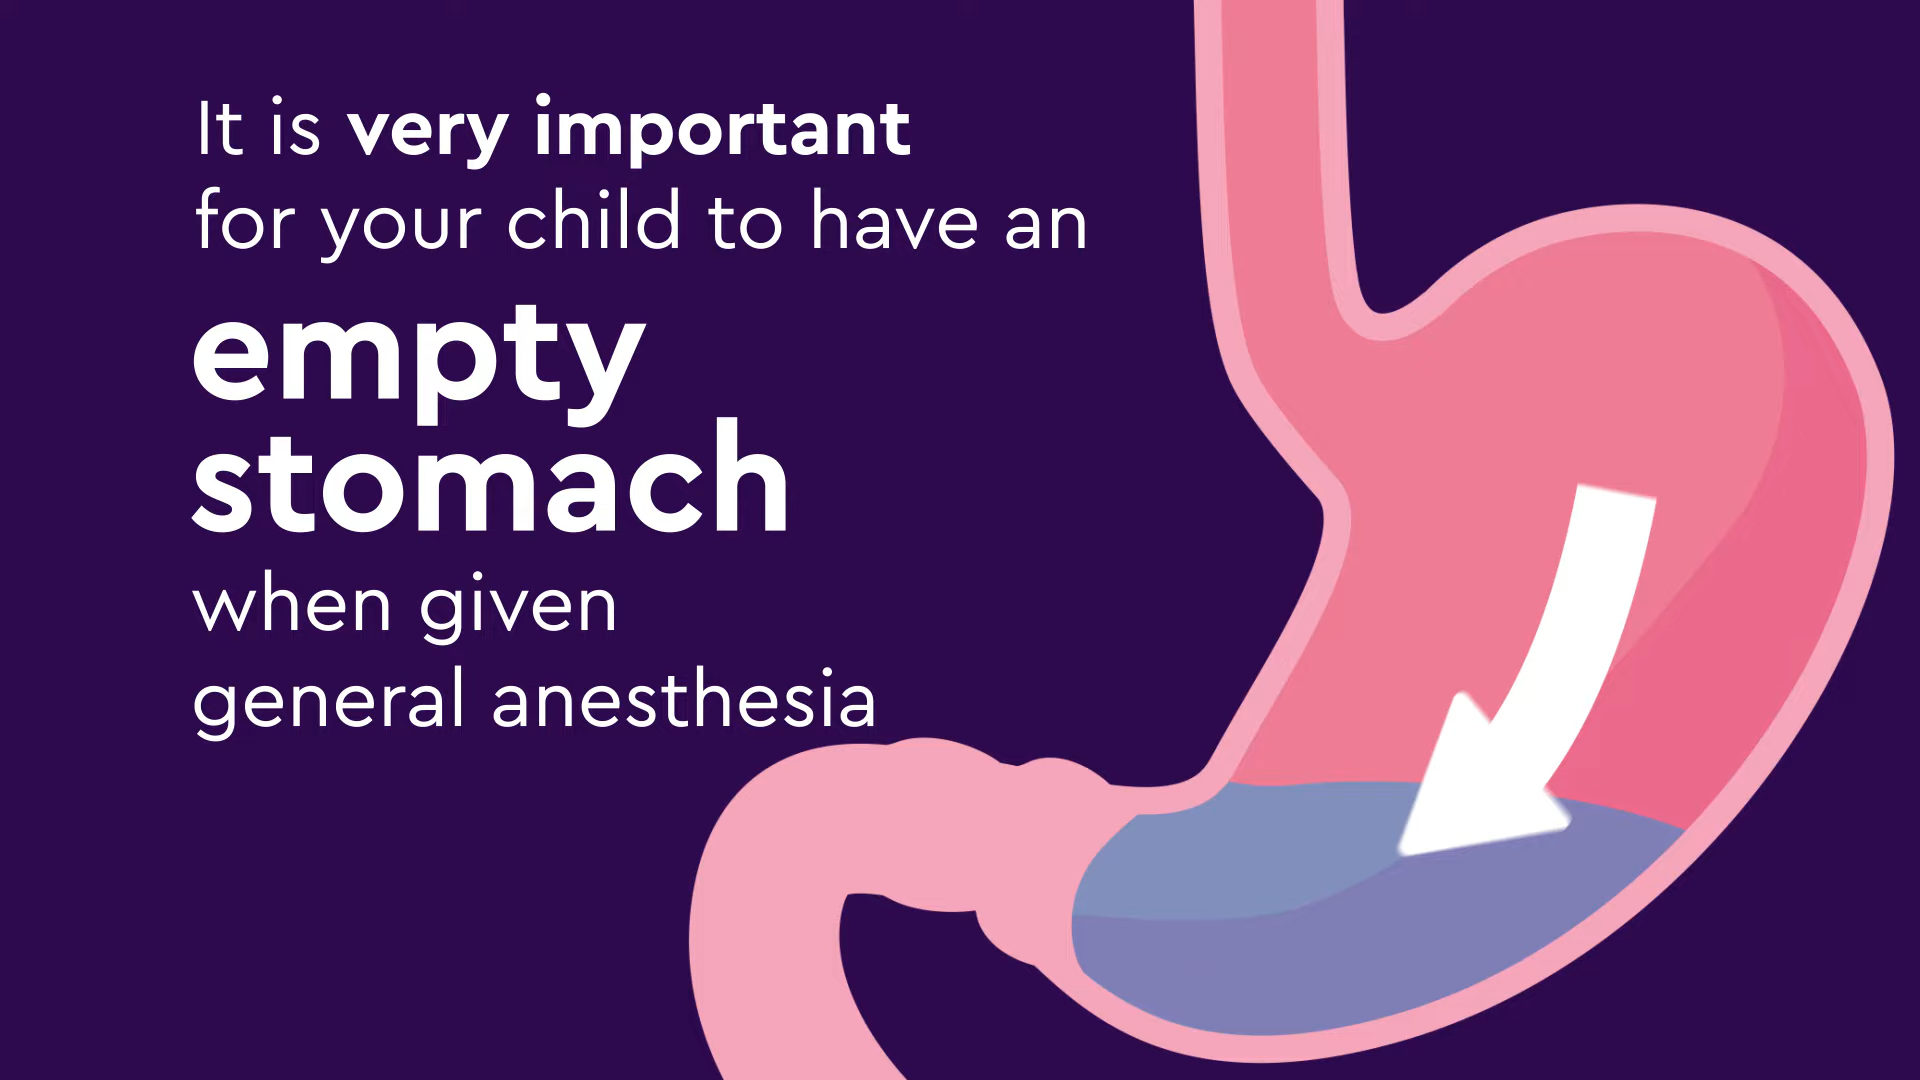 It is very important
for your child to have an
empty
stomach
when given
general anesthesia